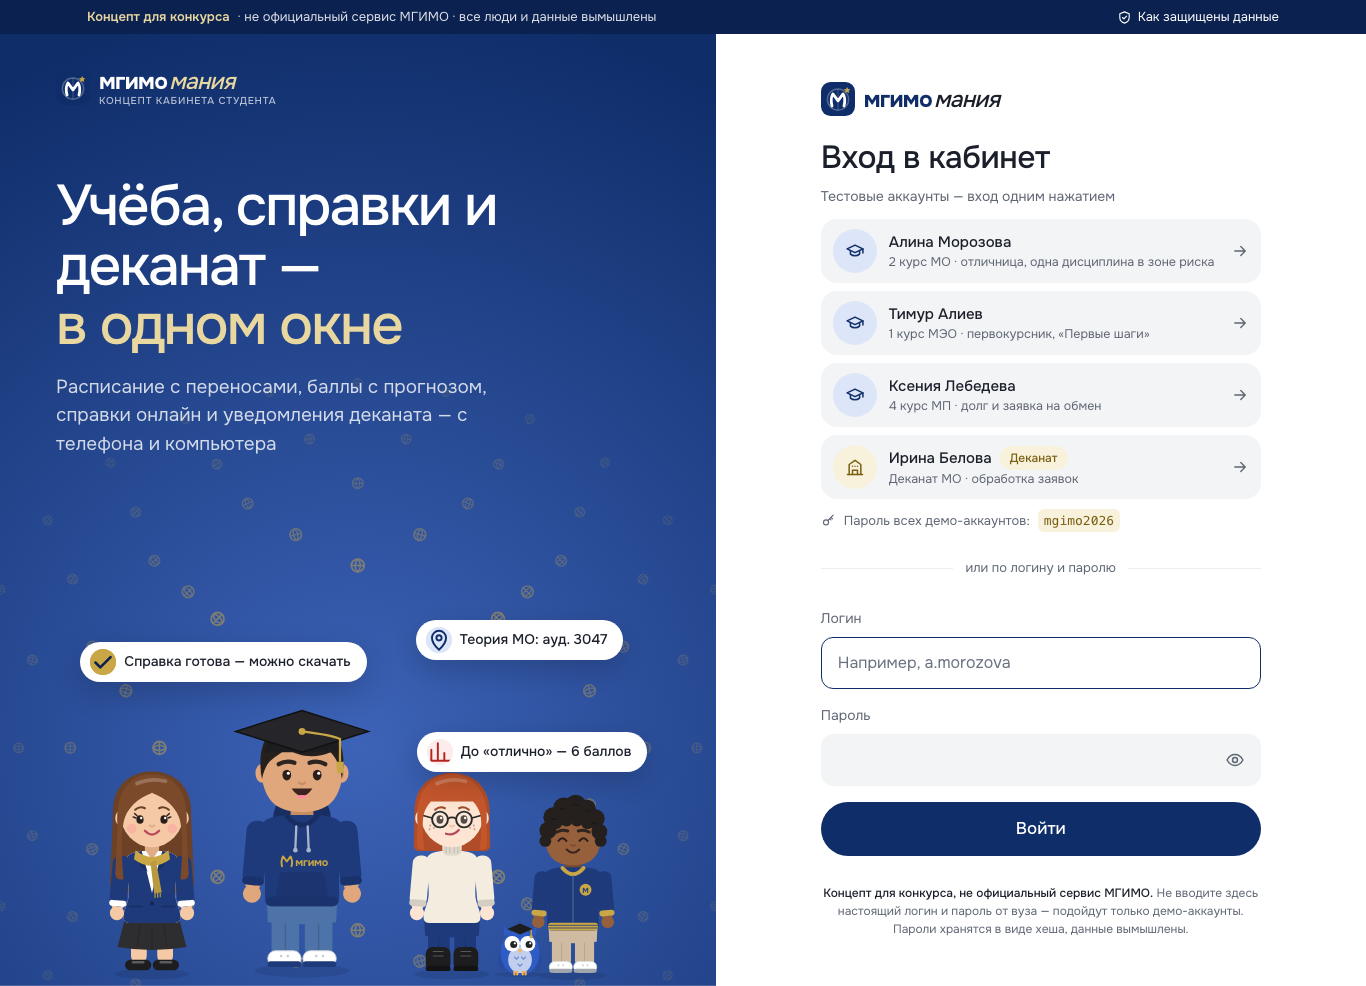 Концепт для конкурса · не официальный сервис МГИМО · все люди и данные вымышлены
Как защищены данные
МГИМО МАНИЯ
КОНЦЕПТ КАБИНЕТА СТУДЕНТА
Учёба, справки и
деканат —
в одном окне
Расписание с переносами, баллы с прогнозом,
справки онлайн и уведомления деканата — с
телефона и компьютера
Теория МО: ауд. 3047
Справка готова — можно скачать
До «отлично» — 6 баллов
М МГИМО
М
МГИМО МАНИЯ
Вход в кабинет
Тестовые аккаунты — вход одним нажатием
Алина Морозова
2 курс МО · отличница, одна дисциплина в зоне риска
Тимур Алиев
1 курс МЭО · первокурсник, «Первые шаги»
Ксения Лебедева
4 курс МП · долг и заявка на обмен
Ирина Белова Деканат
Деканат МО · обработка заявок
Пароль всех демо-аккаунтов: mgimo2026
или по логину и паролю
Логин
Например, a.morozova
Пароль
Войти
Концепт для конкурса, не официальный сервис МГИМО. Не вводите здесь
настоящий логин и пароль от вуза — подойдут только демо-аккаунты.
Пароли хранятся в виде хеша, данные вымышлены.